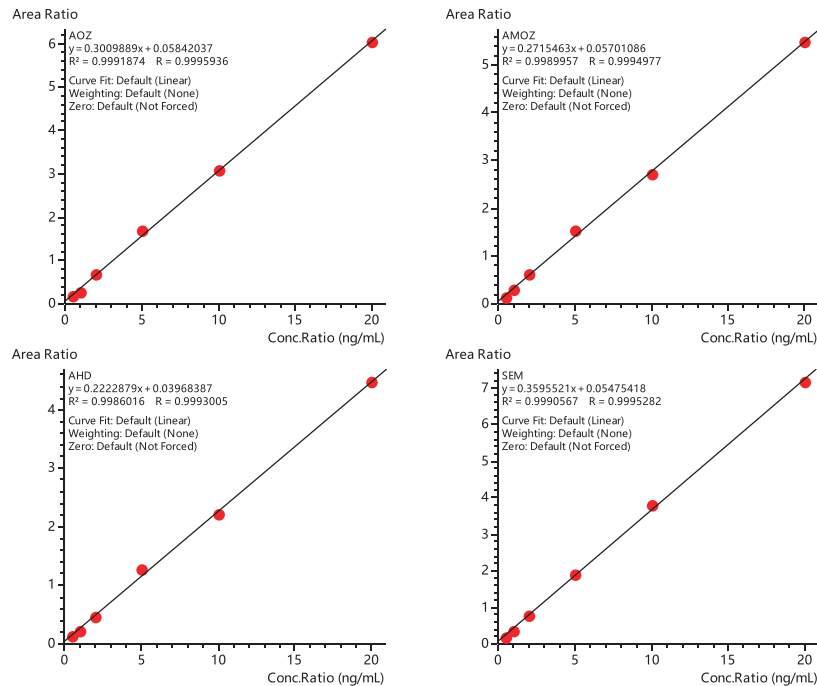 Area Ratio
AOZ
y = 0.3009889x + 0.05842037
R² = 0.9991874 R = 0.9995936
Curve Fit: Default (Linear)
Weighting: Default (None)
Zero: Default (Not Forced)
6
5
4
3
2
1
0
0 5 10 15 20
Conc.Ratio (ng/mL)
Area Ratio
AMOZ
y = 0.2715463x + 0.05701086
R² = 0.9989957 R = 0.9994977
Curve Fit: Default (Linear)
Weighting: Default (None)
Zero: Default (Not Forced)
5
4
3
2
1
0
0 5 10 15 20
Conc.Ratio (ng/mL)
Area Ratio
AHD
y = 0.2222879x + 0.03968387
R² = 0.9986016 R = 0.9993005
Curve Fit: Default (Linear)
Weighting: Default (None)
Zero: Default (Not Forced)
4
3
2
1
0
0 5 10 15 20
Conc.Ratio (ng/mL)
Area Ratio
SEM
y = 0.3595521x + 0.05475418
R² = 0.9990567 R = 0.9995282
Curve Fit: Default (Linear)
Weighting: Default (None)
Zero: Default (Not Forced)
7
6
5
4
3
2
1
0
0 5 10 15 20
Conc.Ratio (ng/mL)